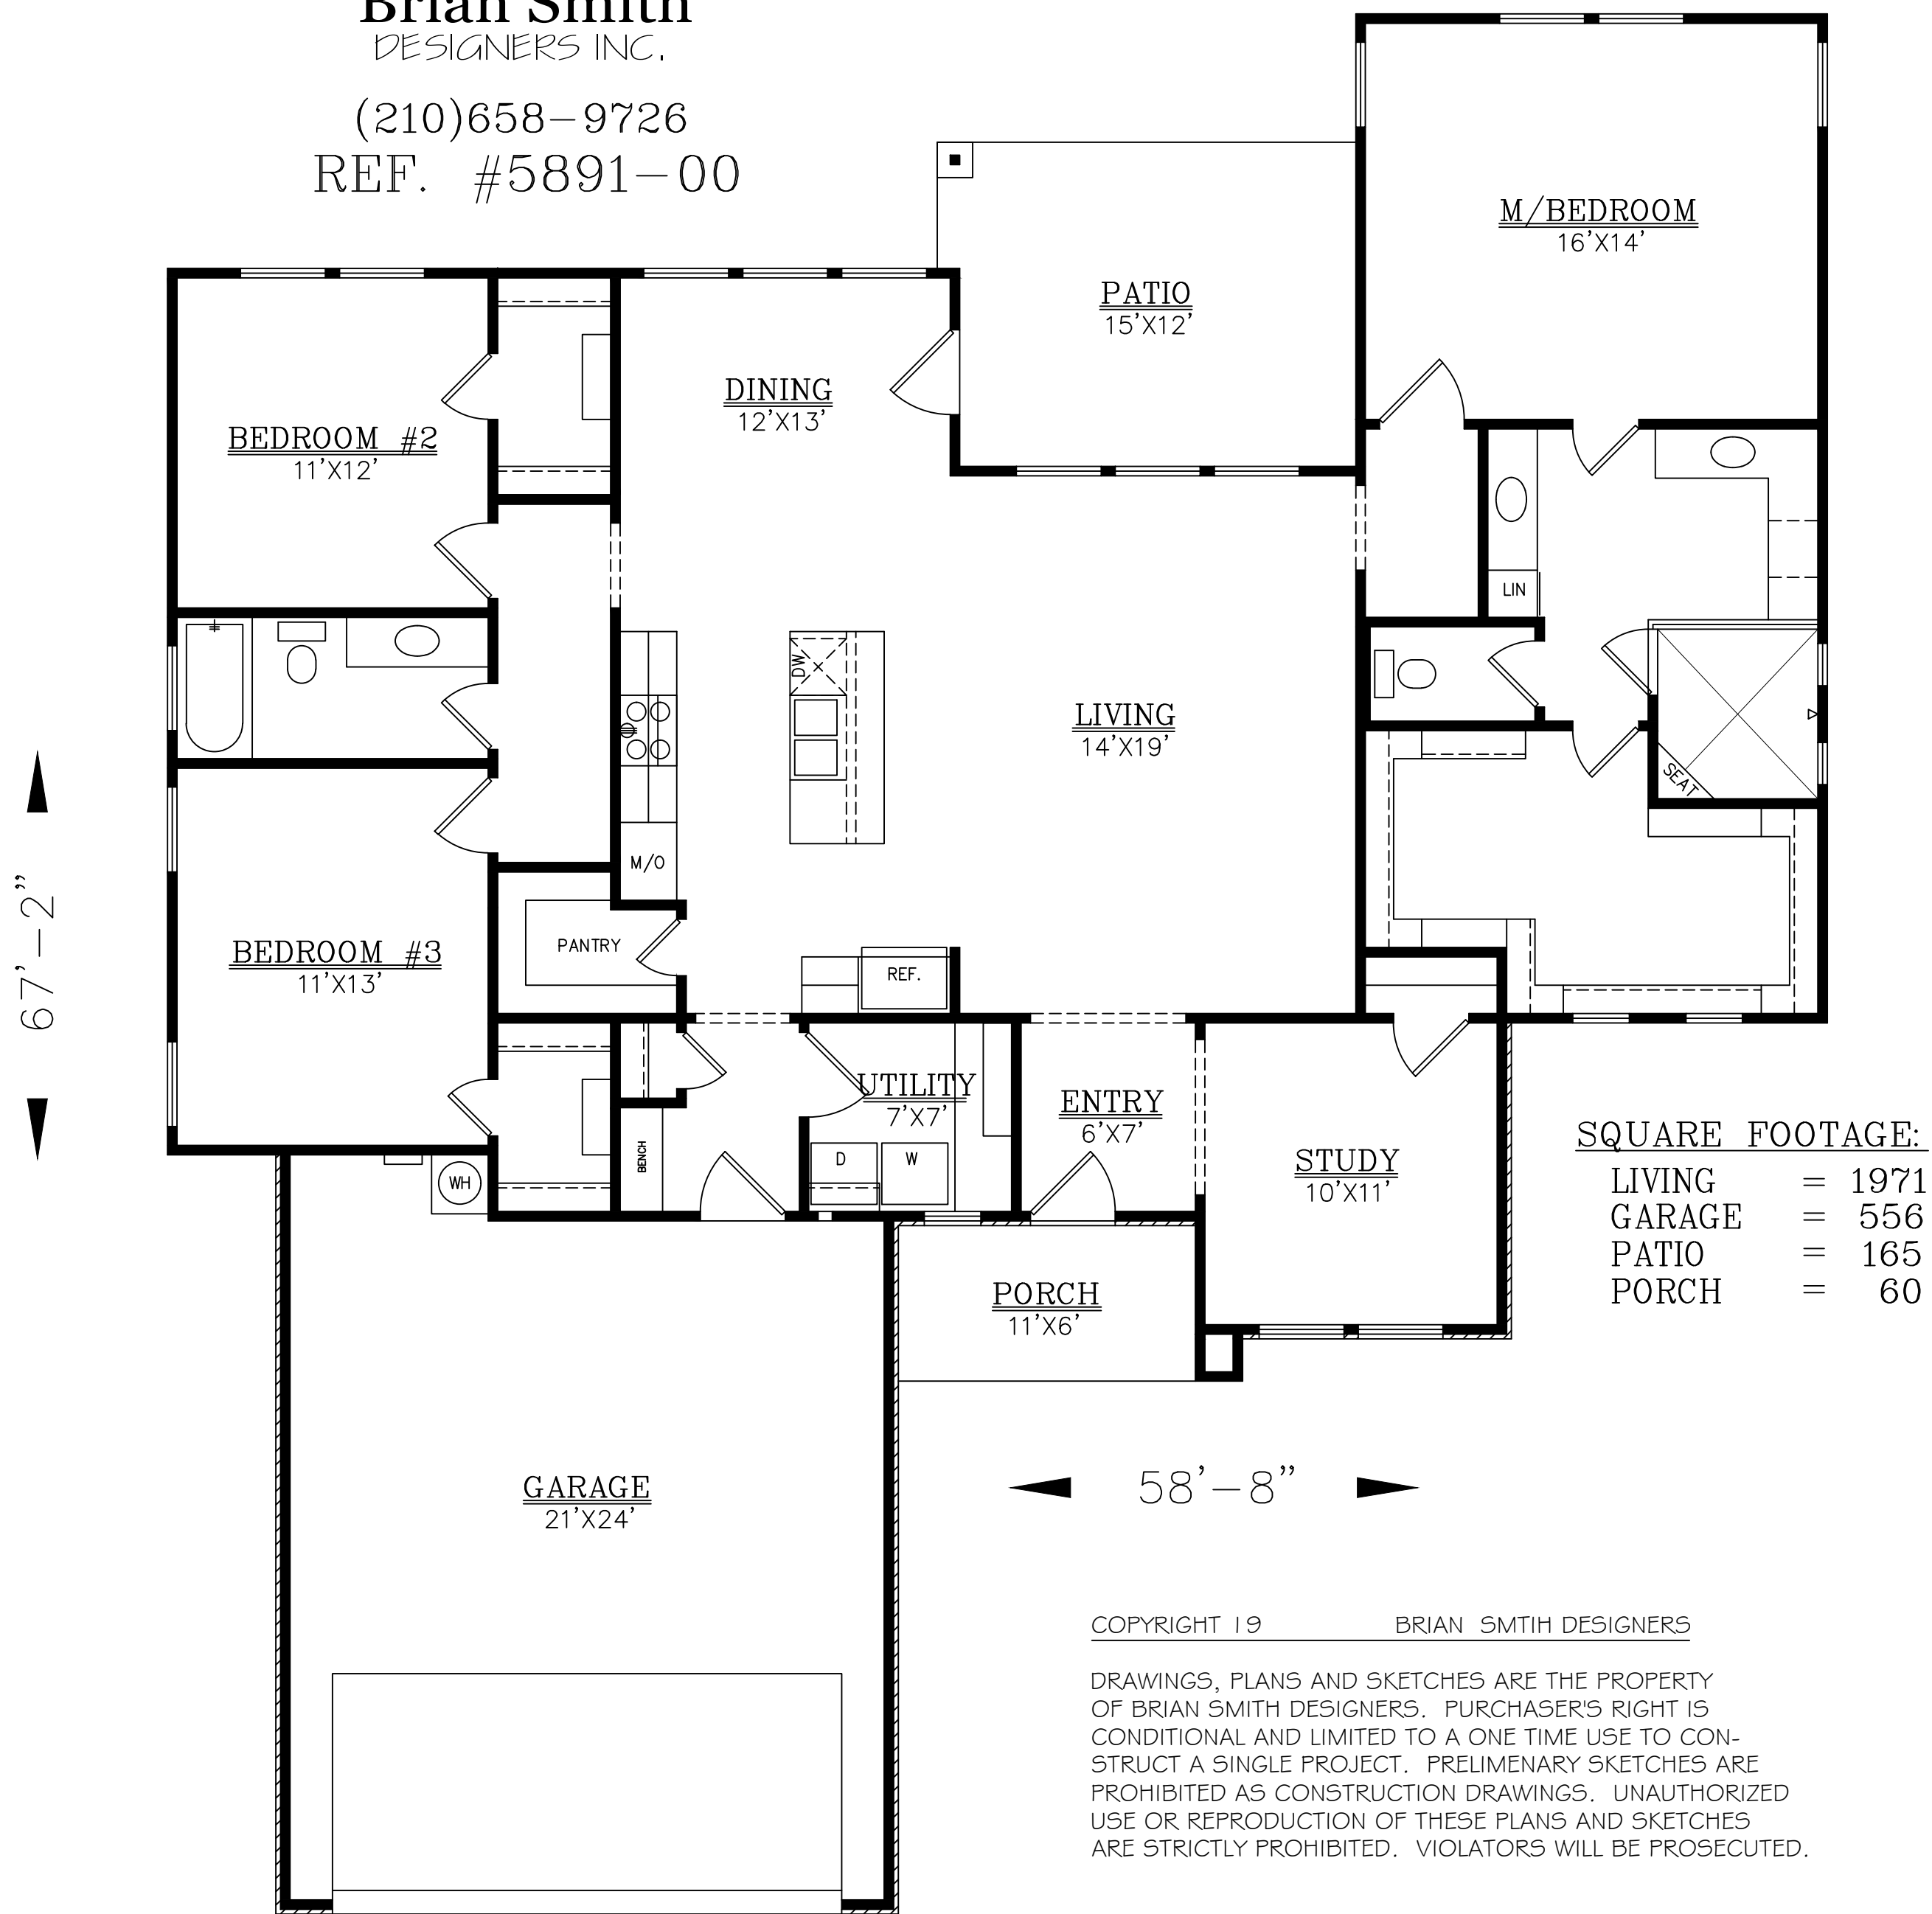 Brian Smith
DESIGNERS INC.
(210)658-9726
REF. #5891-00
M/BEDROOM
16'X14'
PATIO
15'X12'
DINING
12'X13'
BEDROOM #2
11'X12'
LIN
DW
LIVING
14'X19'
SEAT
M/O
67'-2"
PANTRY
BEDROOM #3
11'X13'
REF.
UTILITY
7'X7'
ENTRY
6'X7'
BENCH
D
W
WH
STUDY
10'X11'
SQUARE FOOTAGE:
LIVING = 1971
GARAGE = 556
PATIO = 165
PORCH = 60
PORCH
11'X6'
58'-8"
GARAGE
21'X24'
COPYRIGHT 19 BRIAN SMTIH DESIGNERS
DRAWINGS, PLANS AND SKETCHES ARE THE PROPERTY
OF BRIAN SMITH DESIGNERS. PURCHASER'S RIGHT IS
CONDITIONAL AND LIMITED TO A ONE TIME USE TO CON-
STRUCT A SINGLE PROJECT. PRELIMENARY SKETCHES ARE
PROHIBITED AS CONSTRUCTION DRAWINGS. UNAUTHORIZED
USE OR REPRODUCTION OF THESE PLANS AND SKETCHES
ARE STRICTLY PROHIBITED. VIOLATORS WILL BE PROSECUTED.